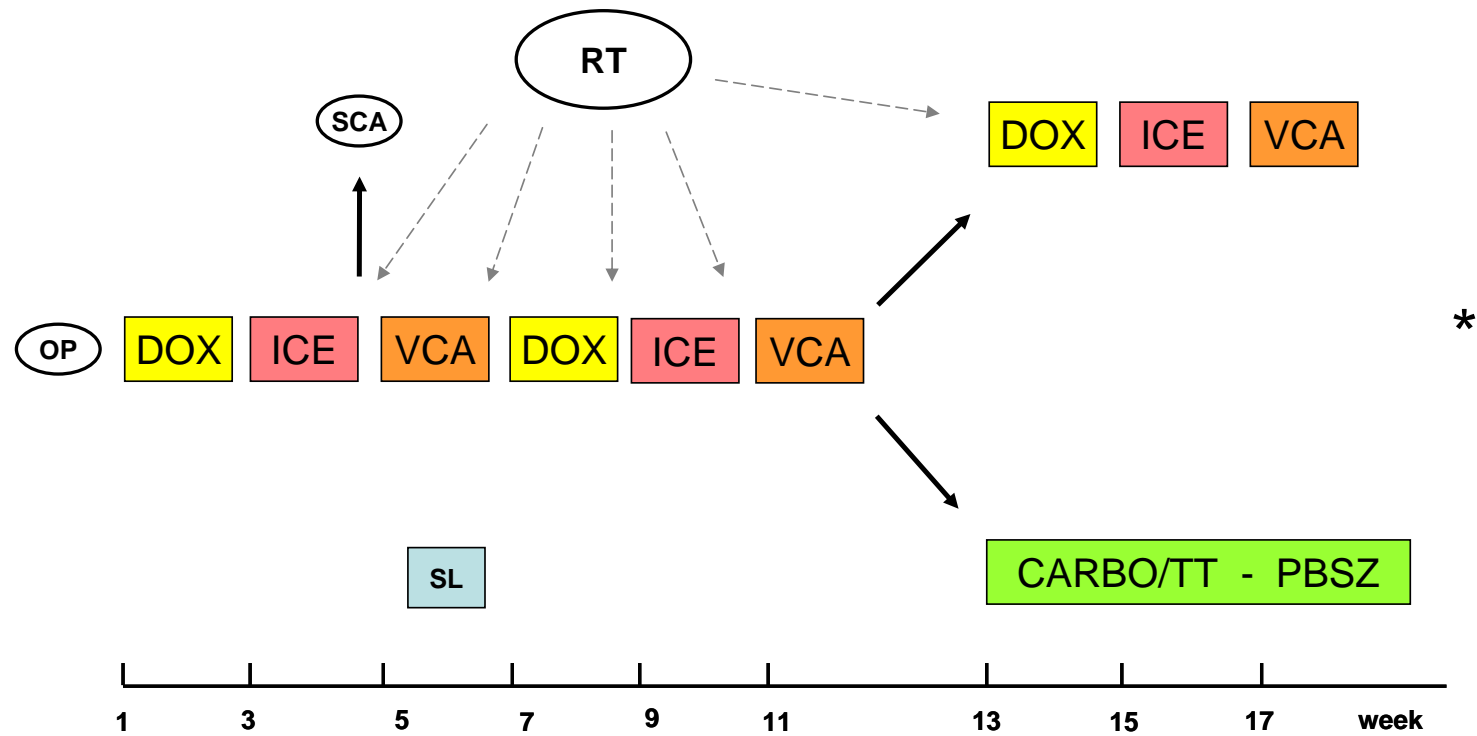 RT
SCA
DOX ICE VCA
*
OP DOX ICE VCA DOX ICE VCA
SL
CARBO/TT - PBSZ
1 3 5 7 9 11 13 15 17 week